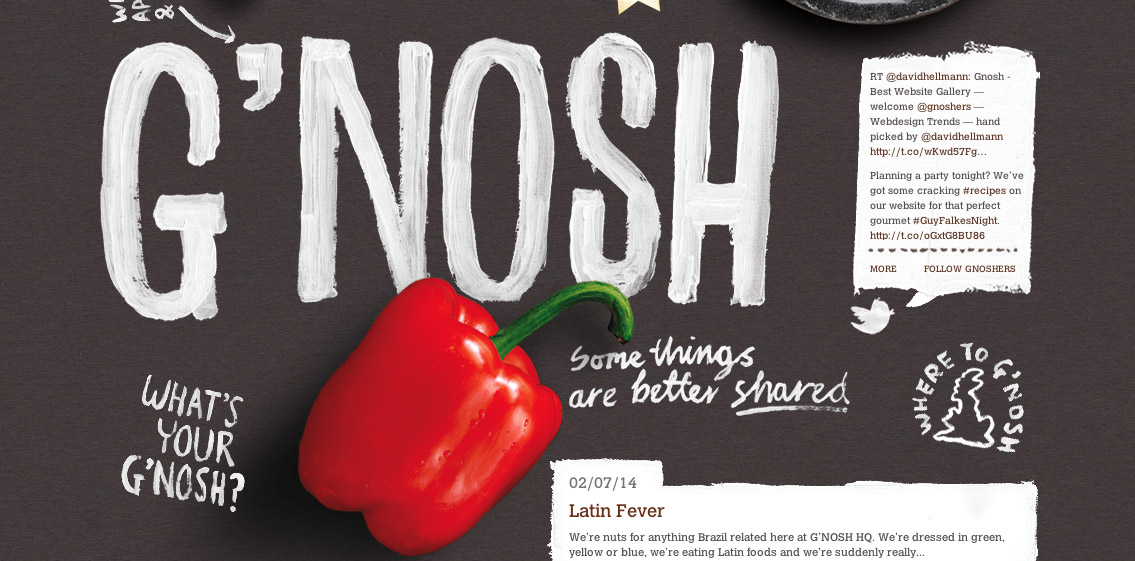 &
G'NOSH
RT @davidhellmann: Gnosh -
Best Website Gallery —
welcome @gnoshers —
Webdesign Trends — hand
picked by @davidhellmann
http://t.co/wKwd57Fg...
Planning a party tonight? We've
got some cracking #recipes on
our website for that perfect
gourmet #GuyFalkesNight.
http://t.co/oGxtG8BU86
MORE FOLLOW GNOSHERS
Some things
are better shared
WHERE TO G'NOSH
WHAT'S
YOUR
G'NOSH?
02/07/14
Latin Fever
We're nuts for anything Brazil related here at G'NOSH HQ. We're dressed in green,
yellow or blue, we're eating Latin foods and we're suddenly really...